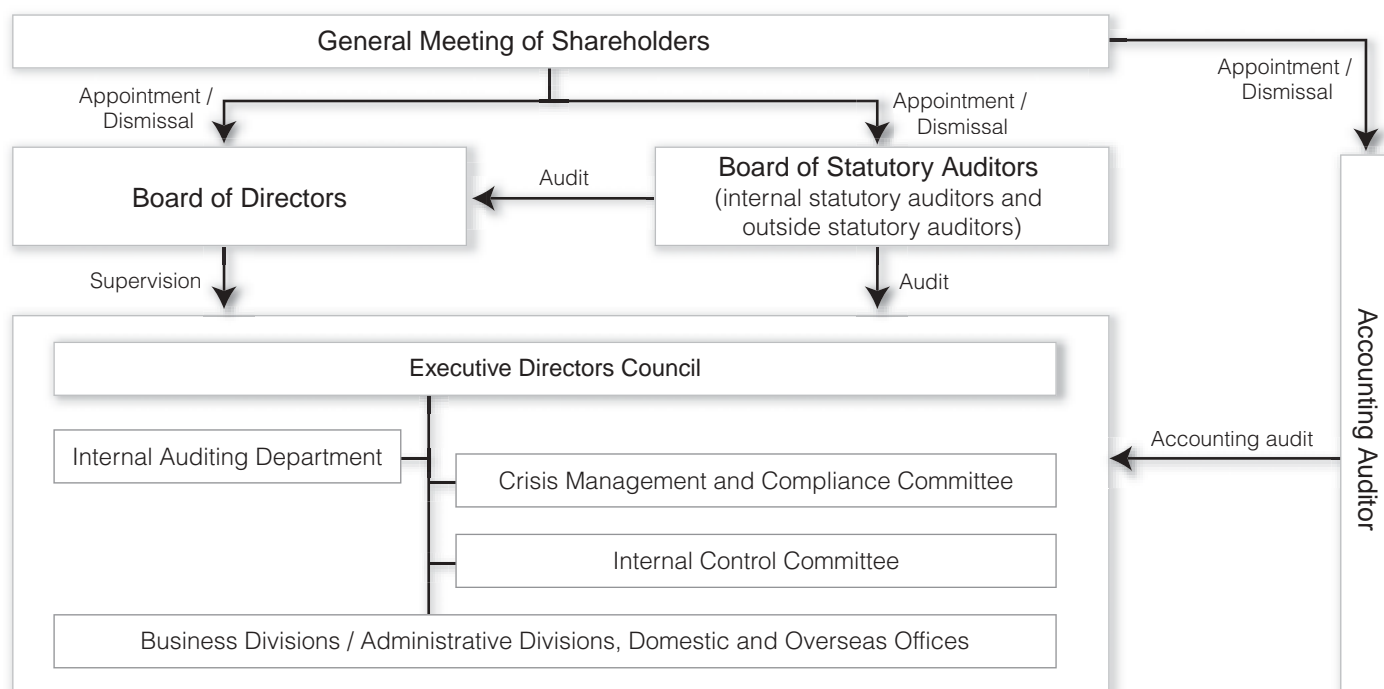 General Meeting of Shareholders
Appointment /
Dismissal
Appointment /
Dismissal
Appointment /
Dismissal
Board of Directors
Audit
Board of Statutory Auditors
(internal statutory auditors and
outside statutory auditors)
Supervision
Audit
Executive Directors Council
Internal Auditing Department
Crisis Management and Compliance Committee
Internal Control Committee
Business Divisions / Administrative Divisions, Domestic and Overseas Offices
Accounting audit
Accounting Auditor